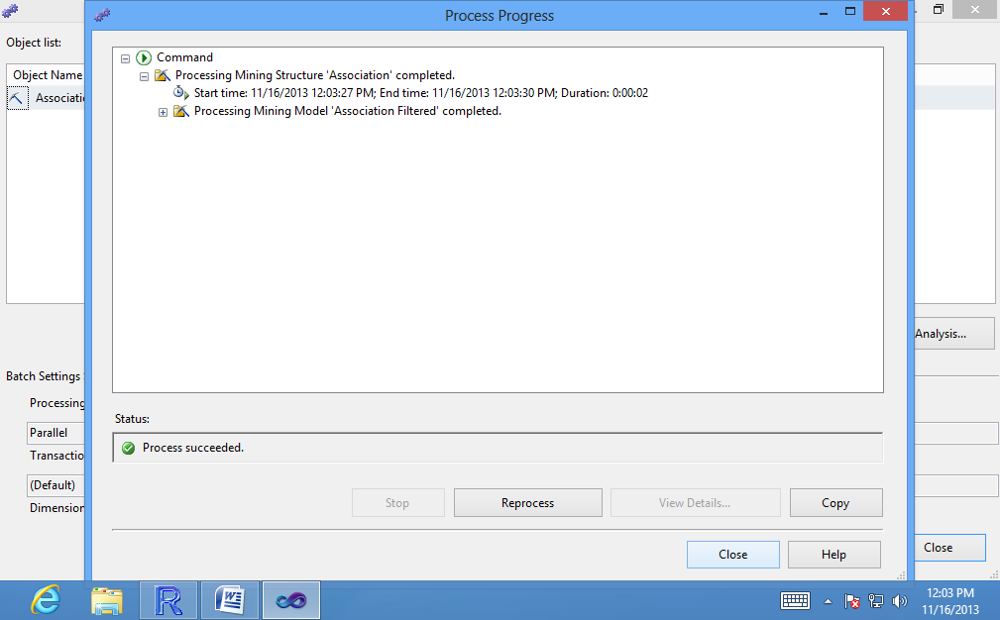 Process Progress
Object list:
Object Name
Associatio
Command
Processing Mining Structure 'Association' completed.
Start time: 11/16/2013 12:03:27 PM; End time: 11/16/2013 12:03:30 PM; Duration: 0:00:02
Processing Mining Model 'Association Filtered' completed.
Analysis...
Batch Settings
Processing
Parallel
Transactio
(Default)
Dimension
Status:
Process succeeded.
Stop
Reprocess
View Details...
Copy
Close
Help
Close
12:03 PM
11/16/2013